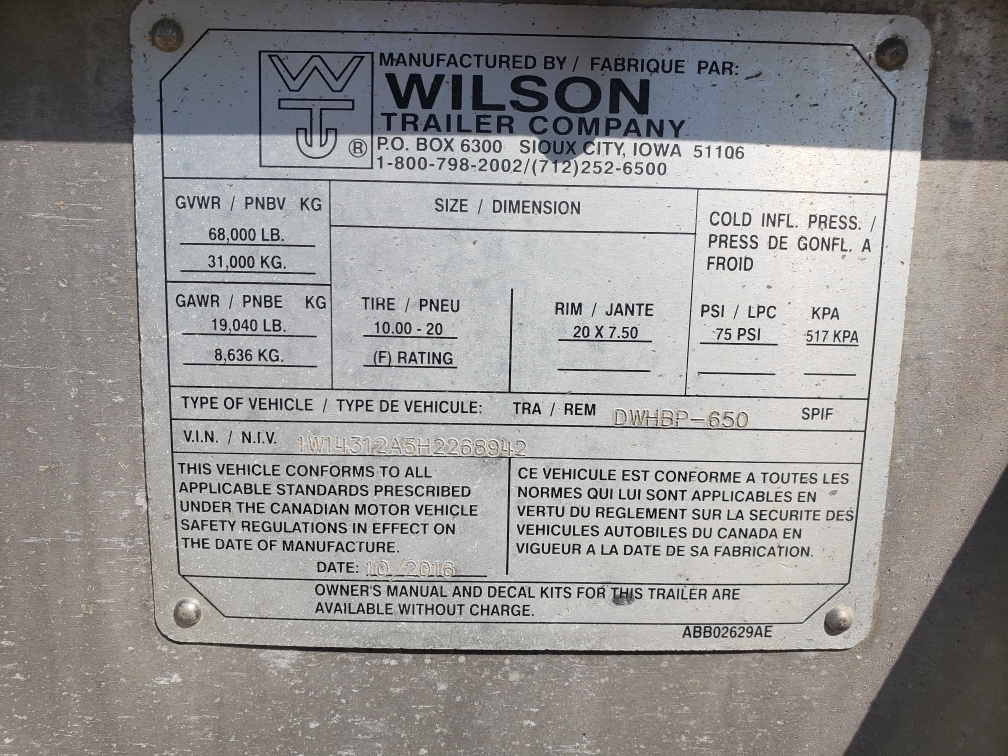 MANUFACTURED BY / FABRIQUE PAR:
WILSON
TRAILER COMPANY
P.O. BOX 6300 SIOUX CITY, IOWA 51106
1-800-798-2002/(712)252-6500
WT
®
GVWR / PNBV KG
68,000 LB.
31,000 KG.
SIZE / DIMENSION
COLD INFL. PRESS. /
PRESS DE GONFL. A
FROID
GAWR / PNBE KG
19,040 LB.
8,636 KG.
TIRE / PNEU
10.00 - 20
(F) RATING
RIM / JANTE
20 X 7.50
PSI / LPC KPA
75 PSI 517 KPA
TYPE OF VEHICLE / TYPE DE VEHICULE: TRA / REM DWHBP-650 SPIF
V.I.N. / N.I.V. 1W14312A5H2268942
THIS VEHICLE CONFORMS TO ALL
APPLICABLE STANDARDS PRESCRIBED
UNDER THE CANADIAN MOTOR VEHICLE
SAFETY REGULATIONS IN EFFECT ON
THE DATE OF MANUFACTURE.
DATE: 10/2016
CE VEHICULE EST CONFORME A TOUTES LES
NORMES QUI LUI SONT APPLICABLES EN
VERTU DU REGLEMENT SUR LA SECURITE DES
VEHICULES AUTOBILES DU CANADA EN
VIGUEUR A LA DATE DE SA FABRICATION.
OWNER'S MANUAL AND DECAL KITS FOR THIS TRAILER ARE
AVAILABLE WITHOUT CHARGE.
ABB02629AE